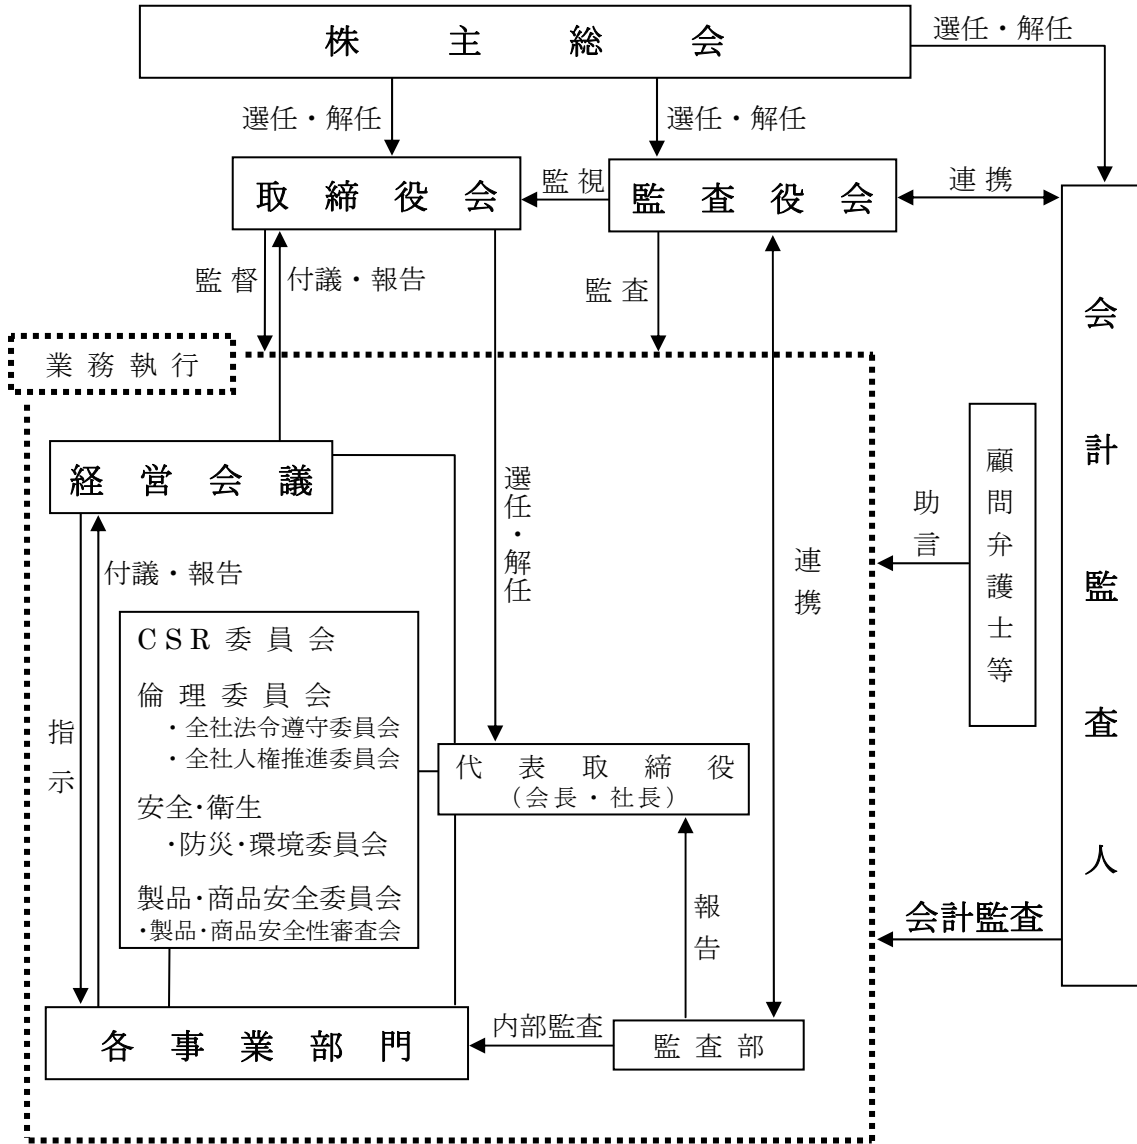 株主総会
選任・解任
選任・解任
選任・解任
取締役会
監視
監査役会
連携
監督
付議・報告
監査
会計監査人
業務執行
経営会議
選任・解任
連携
助言
顧問弁護士等
付議・報告
指示
CSR委員会
倫理委員会
・全社法令遵守委員会
・全社人権推進委員会
安全・衛生
・防災・環境委員会
製品・商品安全委員会
・製品・商品安全性審査会
代表取締役
（会長・社長）
報告
会計監査
各事業部門
内部監査
監査部